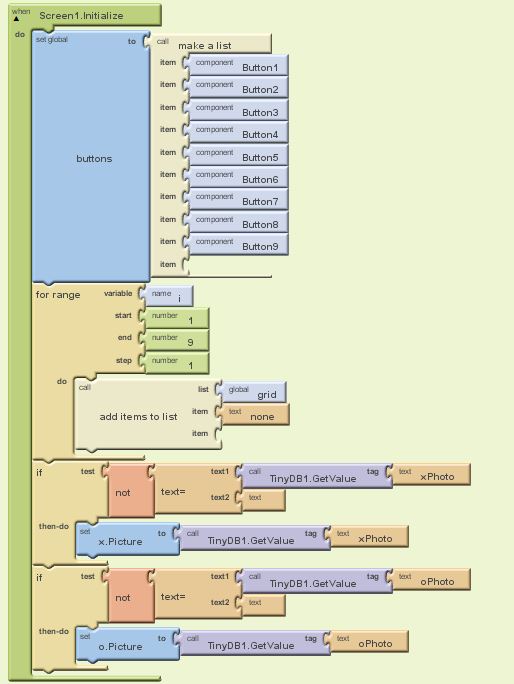 when Screen1.Initialize
do set global to call make a list
item component Button1
item component Button2
item component Button3
item component Button4
buttons item component Button5
item component Button6
item component Button7
item component Button8
item component Button9
item
for range variable name i
start number 1
end number 9
step number 1
do call list global grid
add items to list item text none
item
if test not text= text1 call TinyDB1.GetValue tag text xPhoto
text2 text
then-do set x.Picture to call TinyDB1.GetValue tag text xPhoto
if test not text= text1 call TinyDB1.GetValue tag text oPhoto
text2 text
then-do set o.Picture to call TinyDB1.GetValue tag text oPhoto